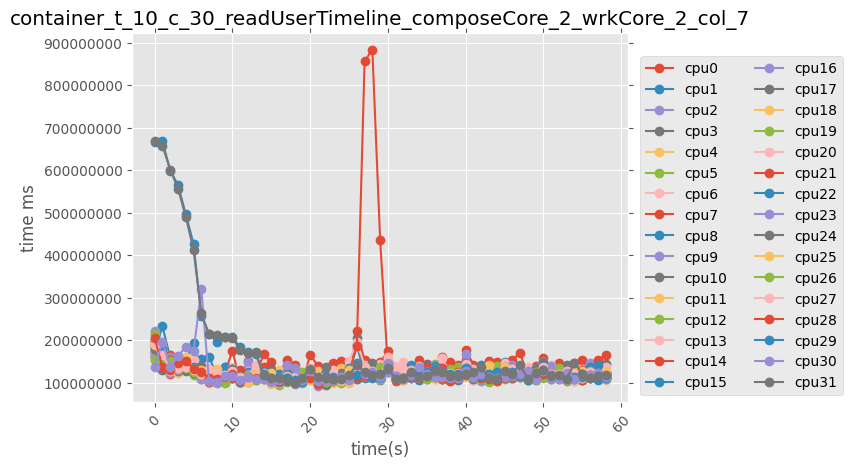 container_t_10_c_30_readUserTimeline_composeCore_2_wrkCore_2_col_7
900000000
800000000
700000000
600000000
500000000
400000000
300000000
200000000
100000000
time ms
0
10
20
30
40
50
60
time(s)
cpu0
cpu1
cpu2
cpu3
cpu4
cpu5
cpu6
cpu7
cpu8
cpu9
cpu10
cpu11
cpu12
cpu13
cpu14
cpu15
cpu16
cpu17
cpu18
cpu19
cpu20
cpu21
cpu22
cpu23
cpu24
cpu25
cpu26
cpu27
cpu28
cpu29
cpu30
cpu31